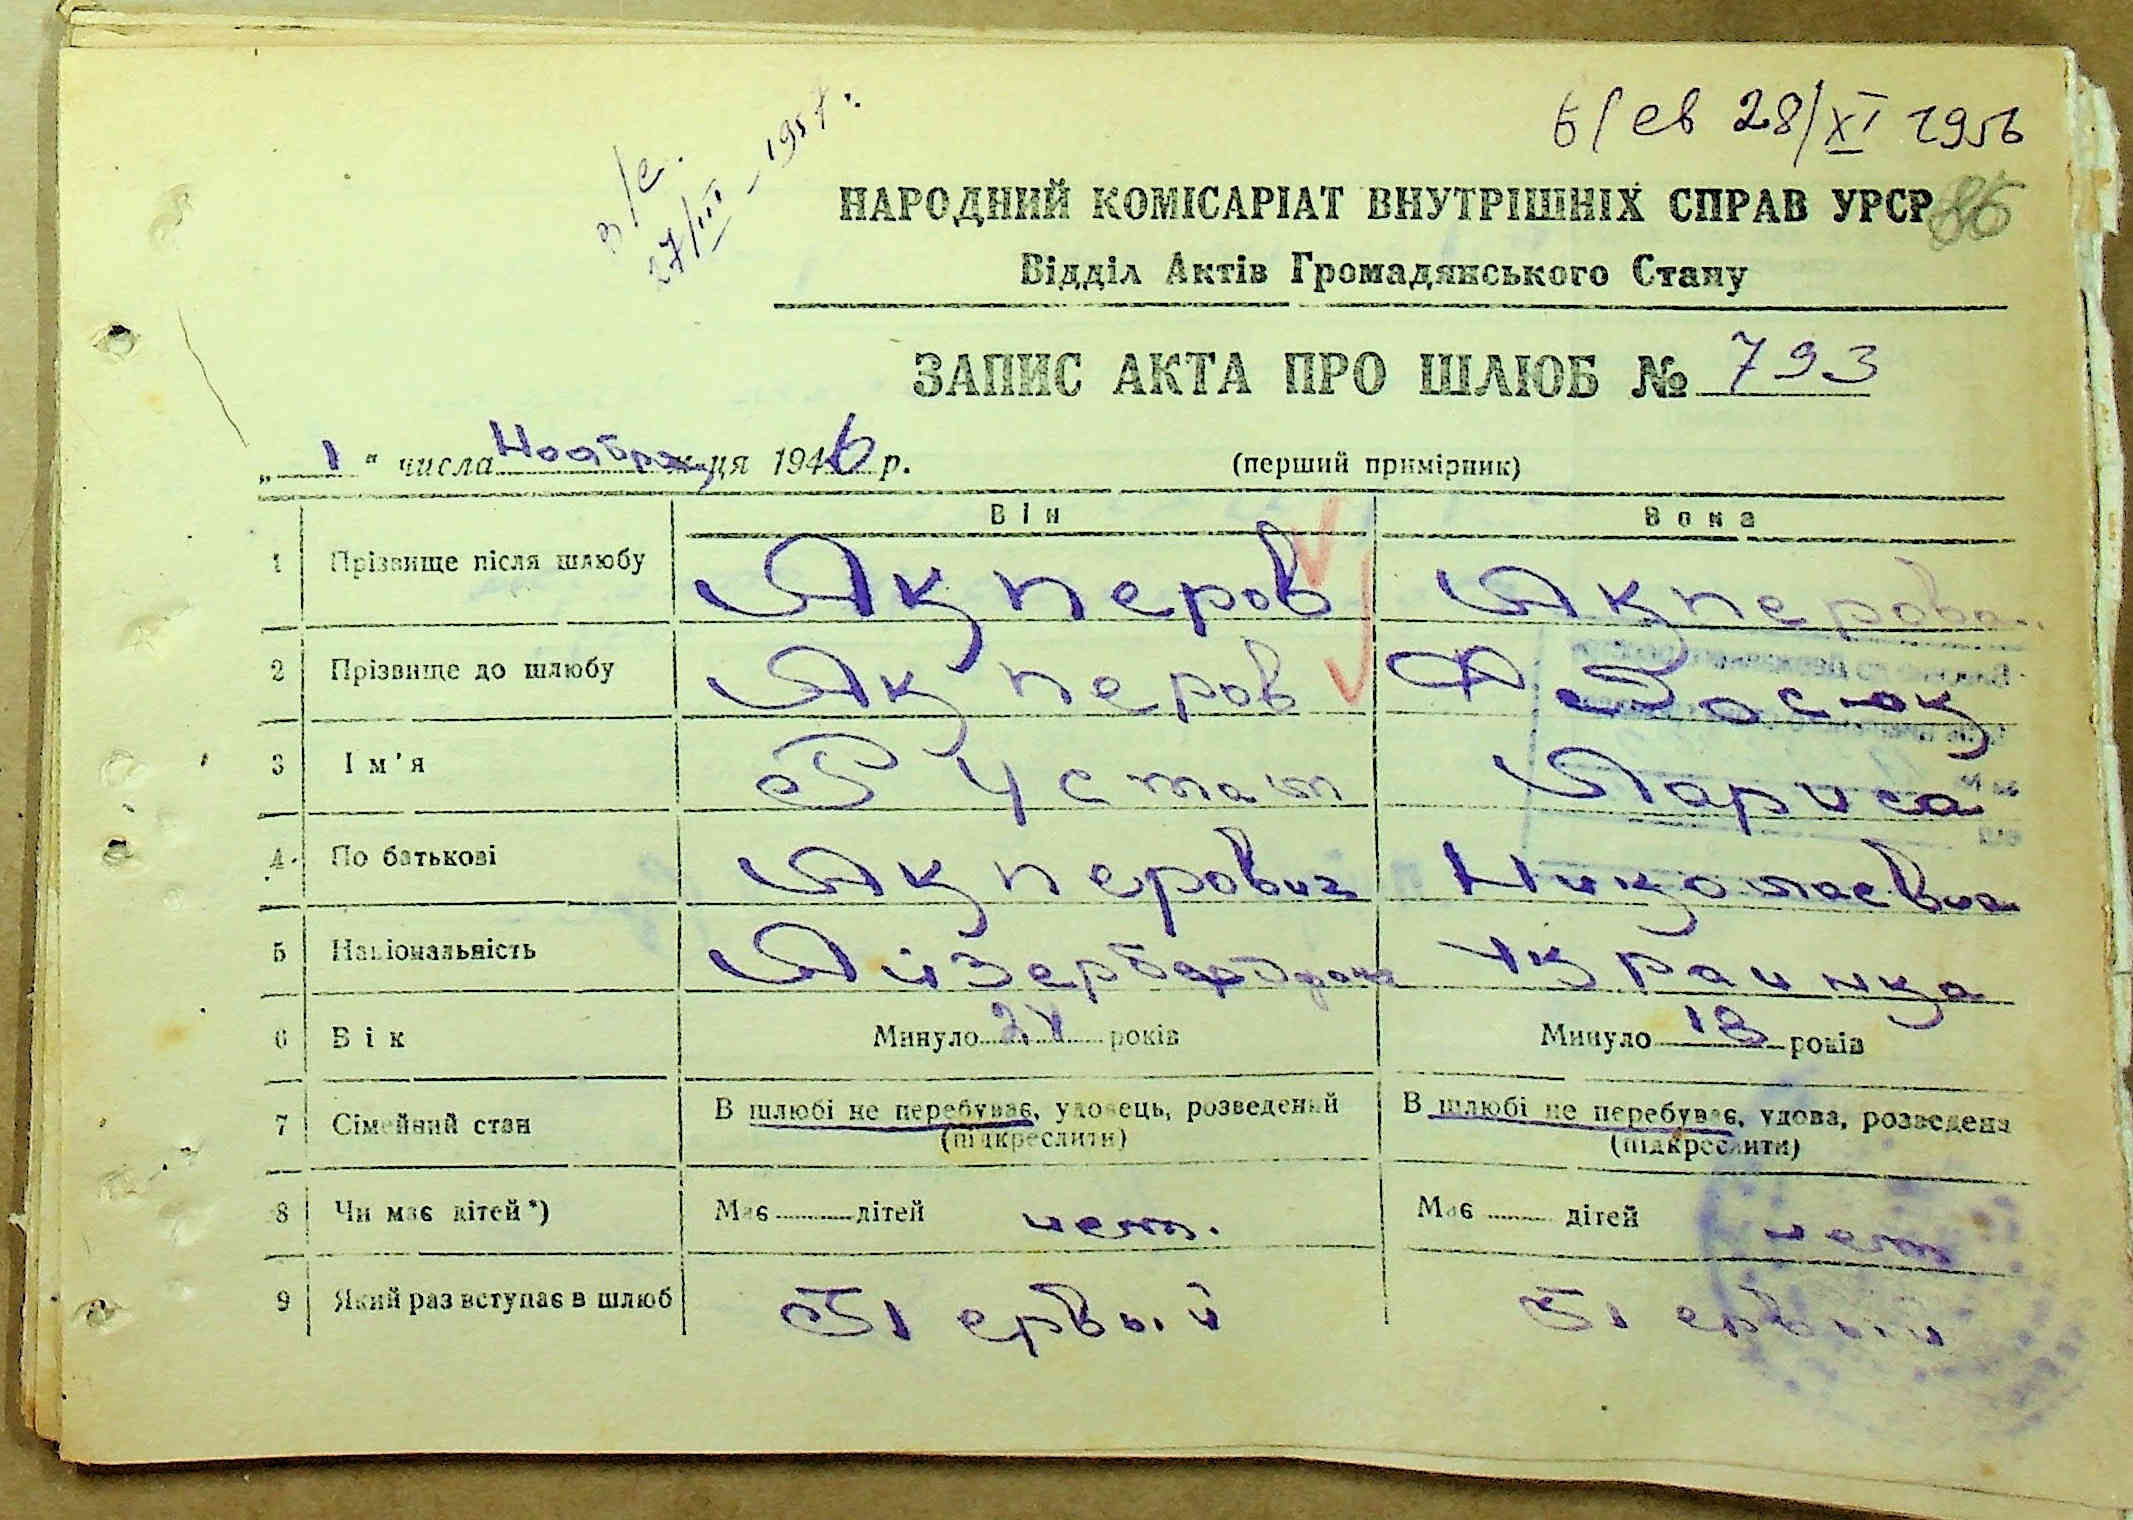 б/св 28/XI 1956
27/III – 1957 г.
НАРОДНИЙ КОМІСАРІАТ ВНУТРІШНІХ СПРАВ УРСР 86
Відділ Актів Громадянського Стану
ЗАПИС АКТА ПРО ШЛЮБ № 793
„ 1 “ числа Ноября м-ця 1946 р. (перший примірник)
Він Вона
1 Прізвище після шлюбу Акперов Акперова
2 Прізвище до шлюбу Акперов
3 Ім'я Рустам Лариса
4 По батькові Акперович Николаевна
5 Національність Украинка
6 Вік Минуло років Минуло 18 років
7 Сімейний стан В шлюбі не перебуває, удовець, розведений В шлюбі не перебуває, удова, розведена
(підкреслити) (підкреслити)
8 Чи має дітей*) Має дітей нет. Має дітей нет
9 Який раз вступає в шлюб Первый Первый